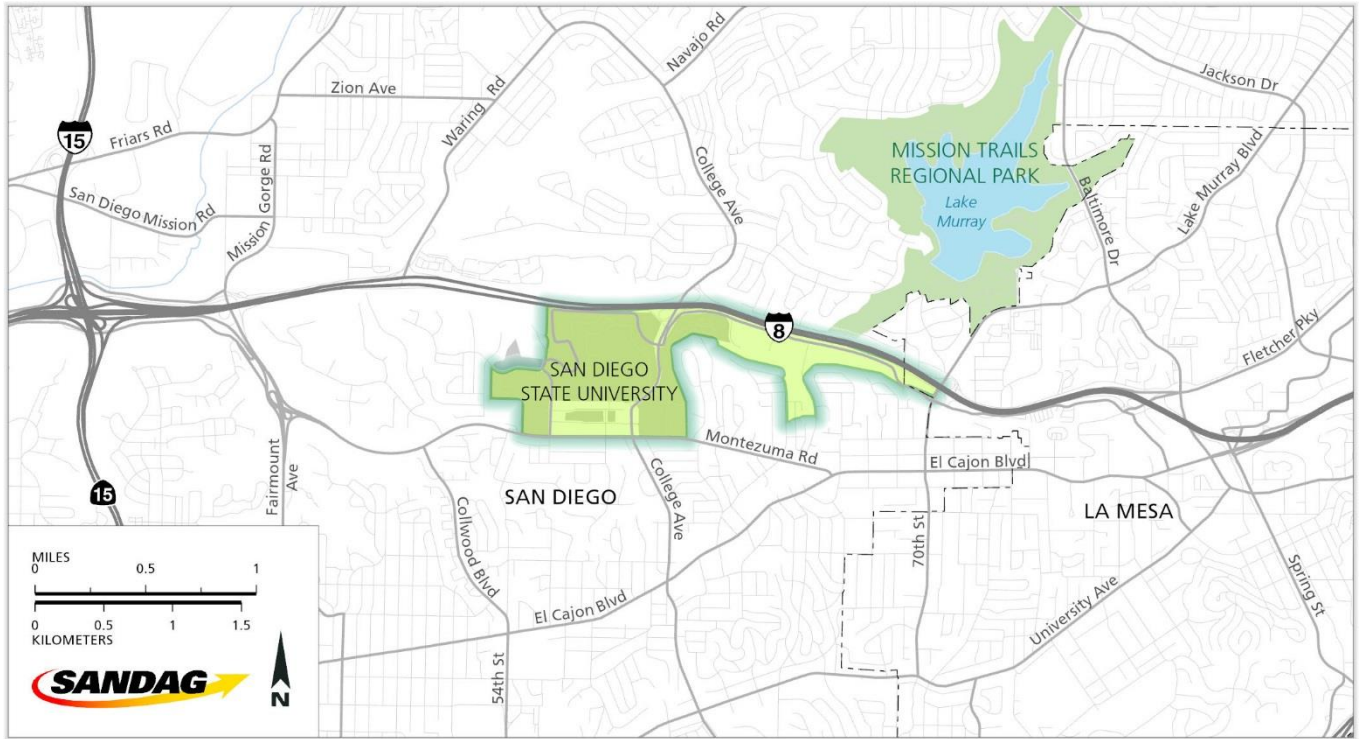 Navajo Rd
Jackson Dr
Zion Ave
Waring Rd
15
Friars Rd
Mission Gorge Rd
College Ave
MISSION TRAILS
REGIONAL PARK
Lake
Murray
Baltimore Dr
Lake Murray Blvd
San Diego Mission Rd
8
Fletcher Pky
SAN DIEGO
STATE UNIVERSITY
Montezuma Rd
El Cajon Blvd
15
Fairmount
Ave
Collwood Blvd
SAN DIEGO
College Ave
70th St
LA MESA
Spring St
University Ave
El Cajon Blvd
54th St
MILES
0 0.5 1
0 0.5 1 1.5
KILOMETERS
SANDAG
N